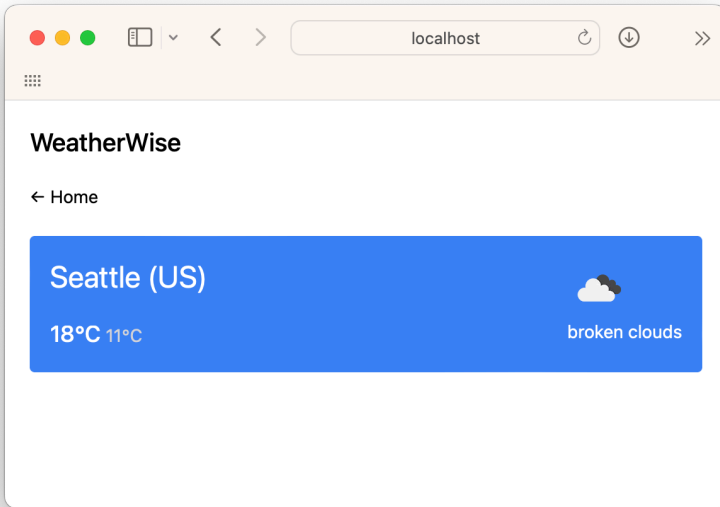 localhost
WeatherWise
← Home
Seattle (US)
18°C 11°C
broken clouds